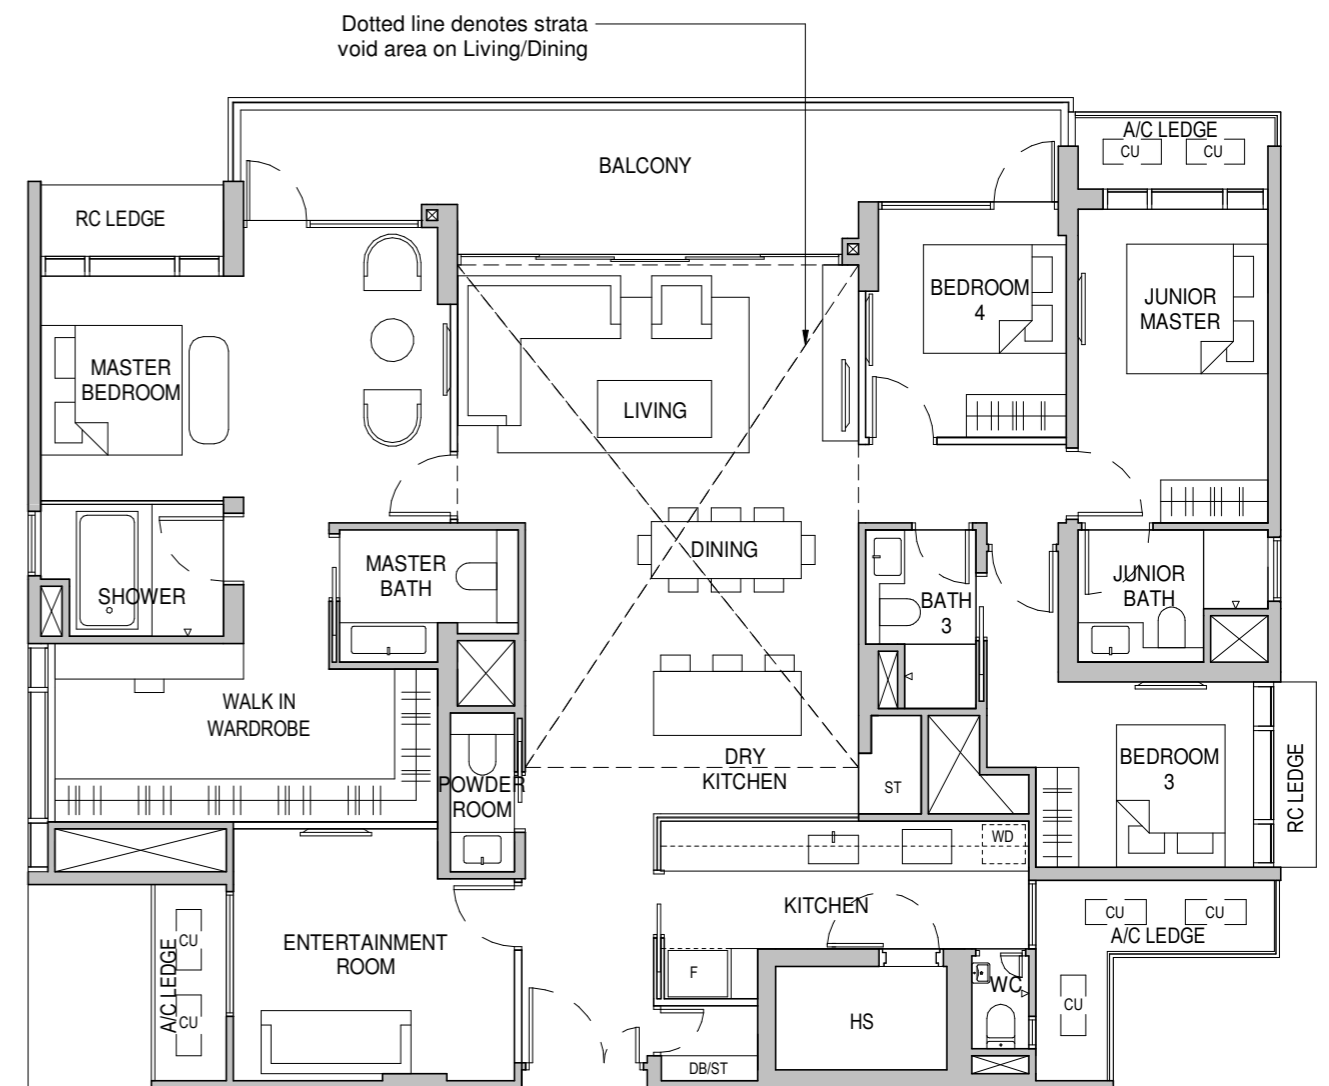 Dotted line denotes strata
void area on Living/Dining
A/C LEDGE
CU
CU
BALCONY
RC LEDGE
BEDROOM
4
JUNIOR
MASTER
MASTER
BEDROOM
LIVING
DINING
MASTER
BATH
SHOWER
BATH
3
JUNIOR
BATH
WALK IN
WARDROBE
DRY
KITCHEN
POWDER
ROOM
ST
BEDROOM
3
RC LEDGE
WD
KITCHEN
ENTERTAINMENT
ROOM
A/C LEDGE
CU
CU
F
HS
WC
CU
CU
A/C LEDGE
CU
DB/ST